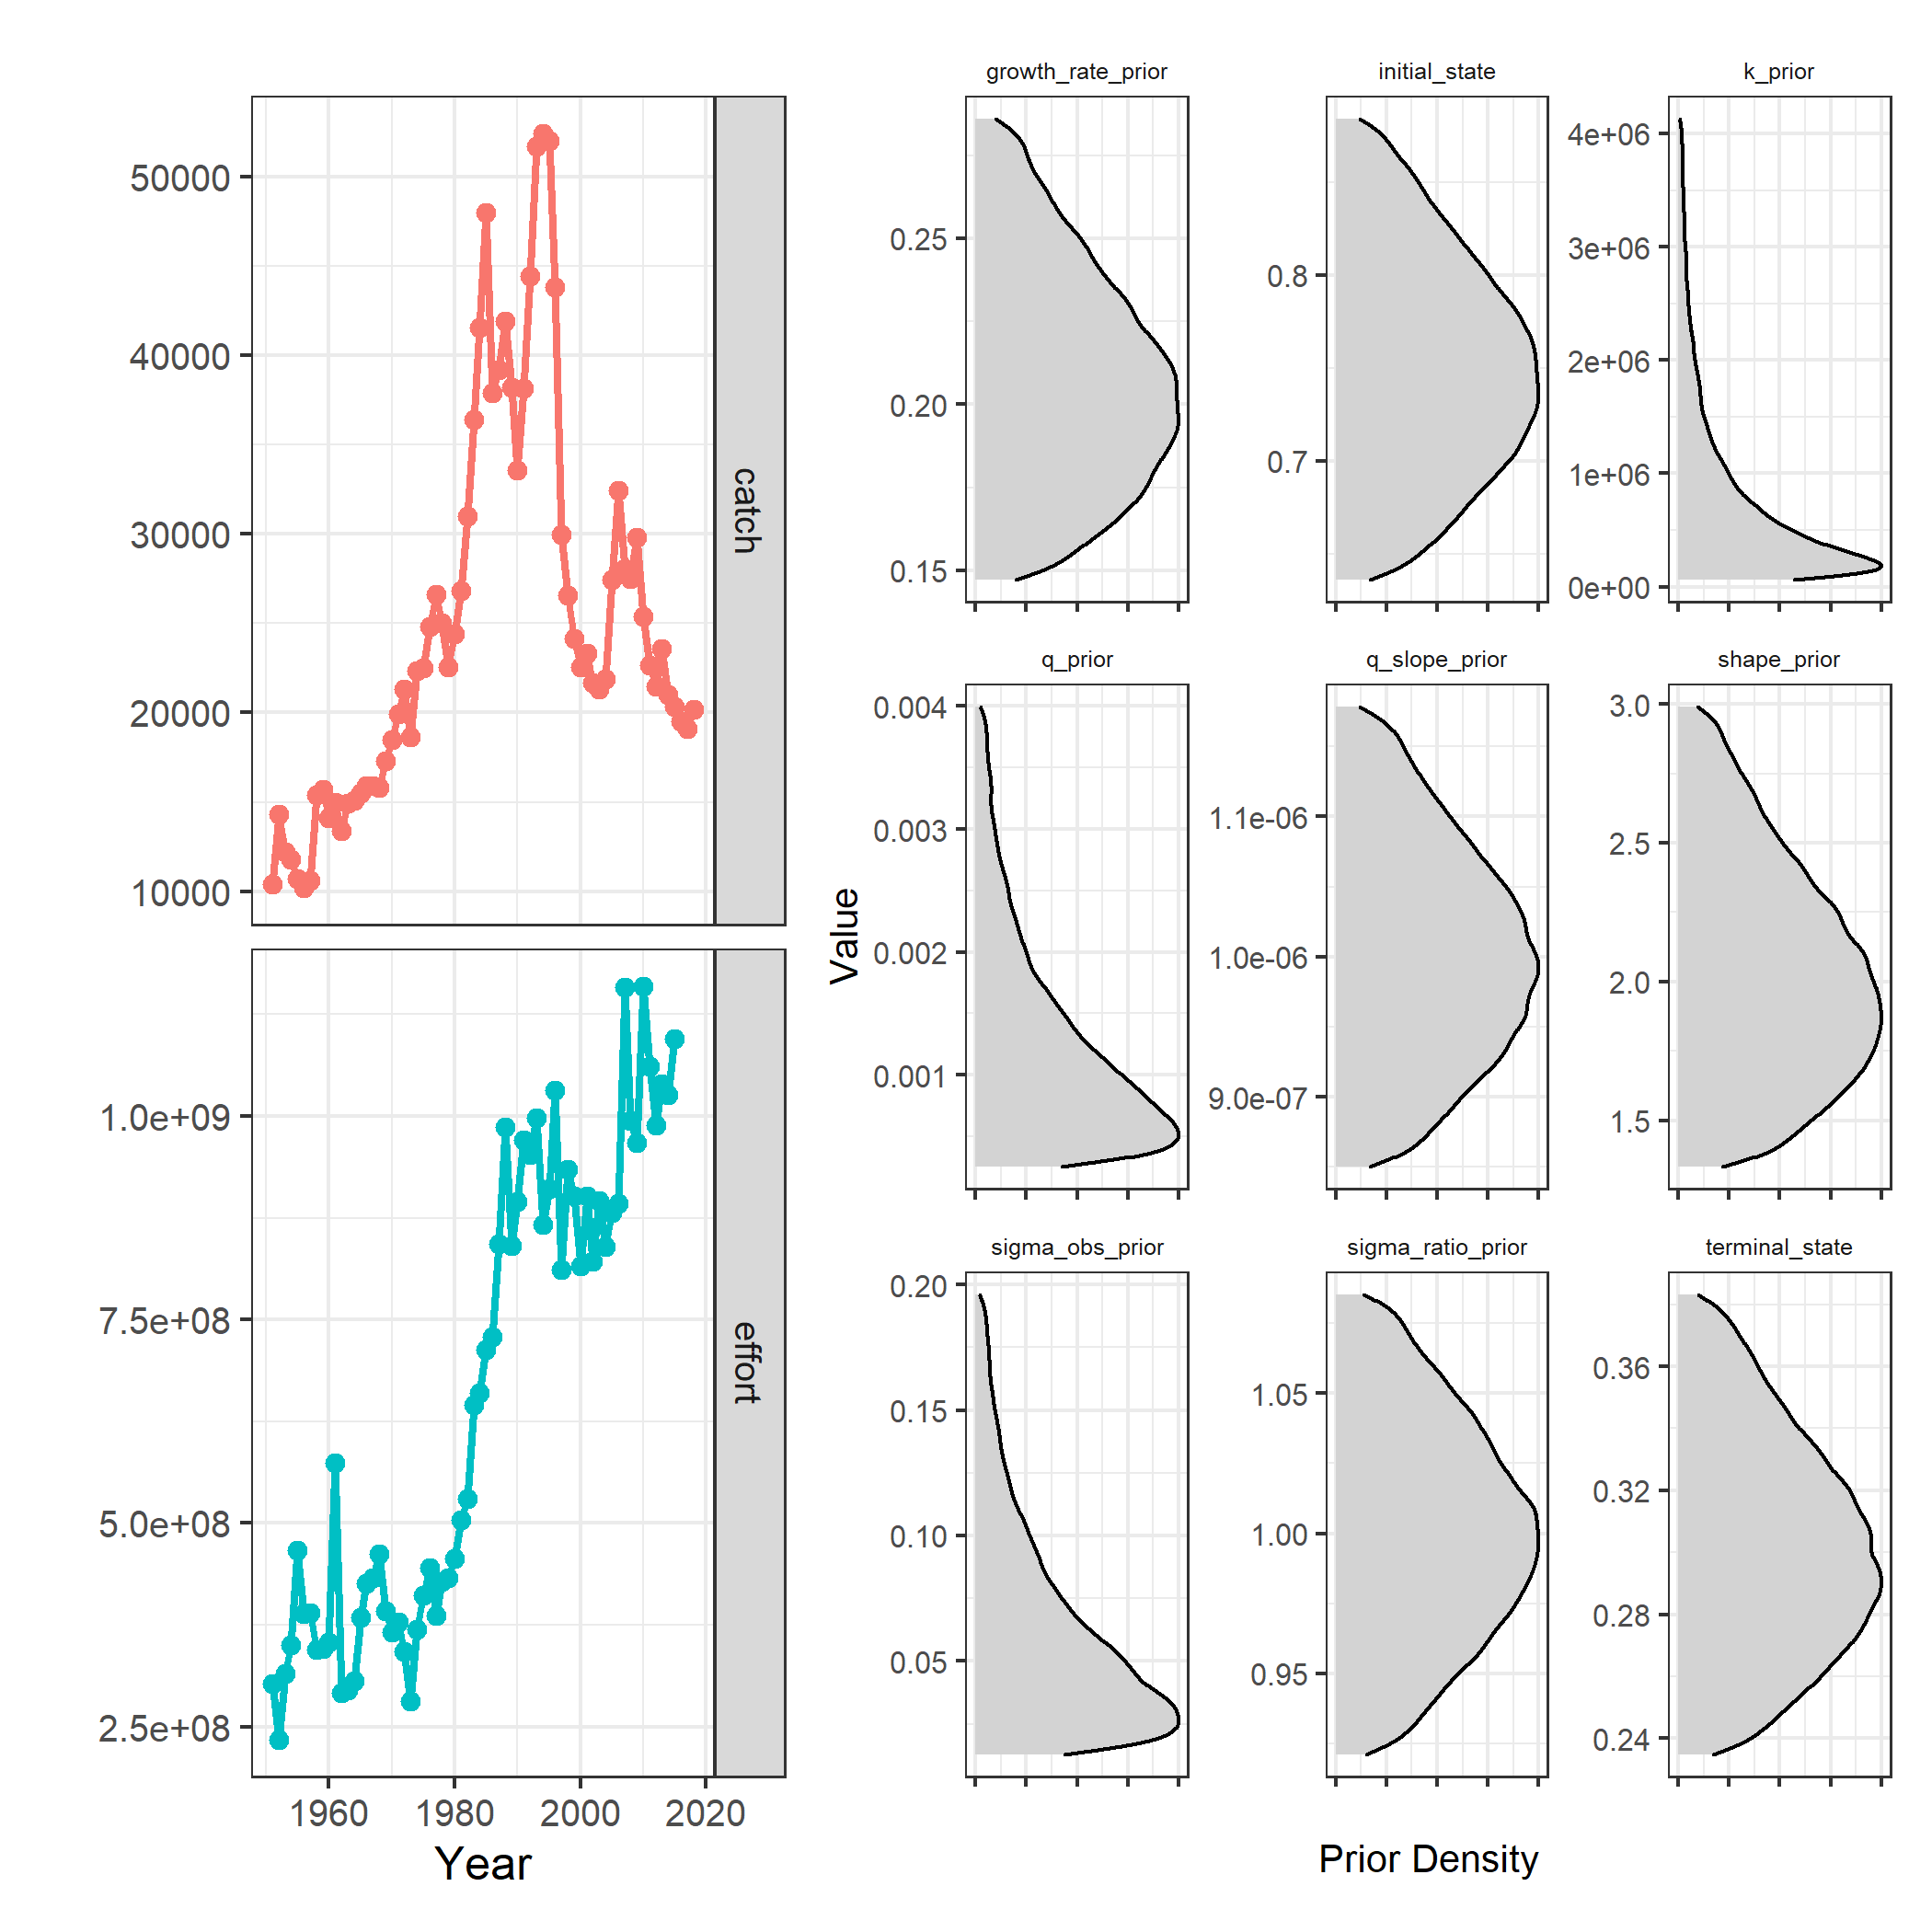 50000
40000
30000
20000
10000
catch
1.0e+09
7.5e+08
5.0e+08
2.5e+08
effort
1960 1980 2000 2020
Year
Value
growth_rate_prior
0.25
0.20
0.15
initial_state
0.8
0.7
k_prior
4e+06
3e+06
2e+06
1e+06
0e+00
q_prior
0.004
0.003
0.002
0.001
q_slope_prior
1.1e-06
1.0e-06
9.0e-07
shape_prior
3.0
2.5
2.0
1.5
sigma_obs_prior
0.20
0.15
0.10
0.05
sigma_ratio_prior
1.05
1.00
0.95
terminal_state
0.36
0.32
0.28
0.24
Prior Density